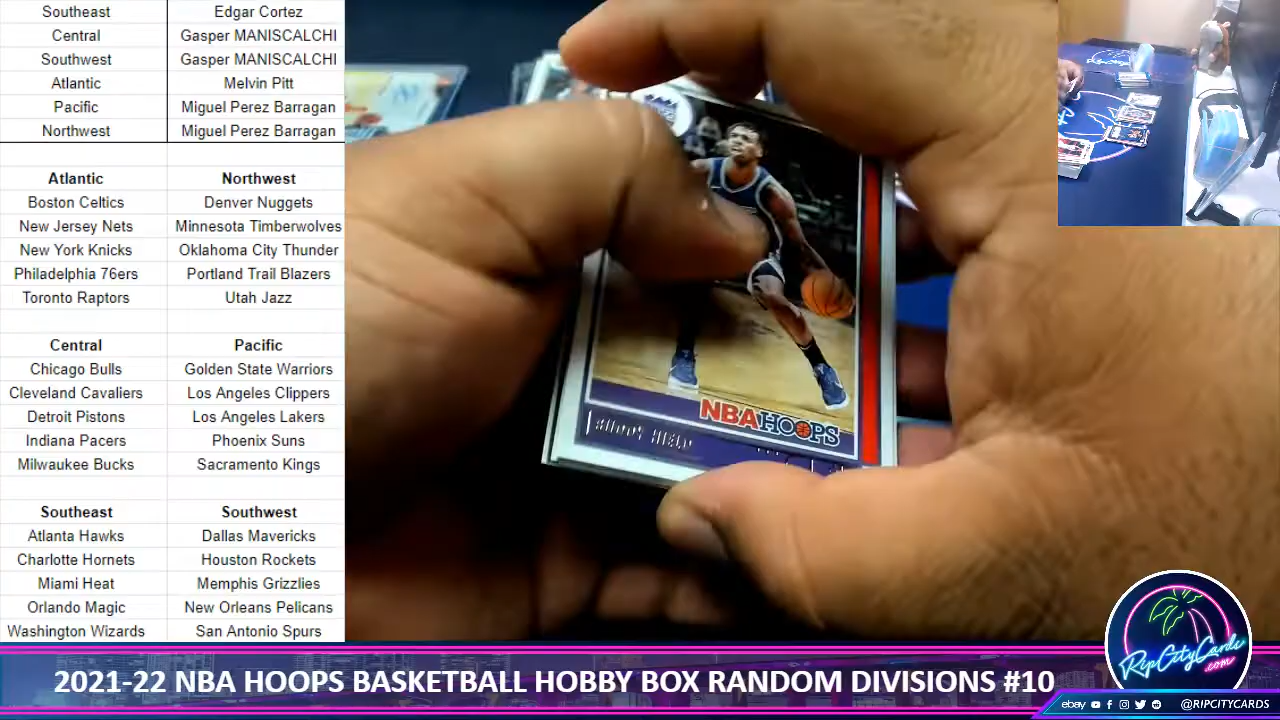 Southeast Edgar Cortez
Central Gasper MANISCALCHI
Southwest Gasper MANISCALCHI
Atlantic Melvin Pitt
Pacific Miguel Perez Barragan
Northwest Miguel Perez Barragan
Atlantic Northwest
Boston Celtics Denver Nuggets
New Jersey Nets Minnesota Timberwolves
New York Knicks Oklahoma City Thunder
Philadelphia 76ers Portland Trail Blazers
Toronto Raptors Utah Jazz
Central Pacific
Chicago Bulls Golden State Warriors
Cleveland Cavaliers Los Angeles Clippers
Detroit Pistons Los Angeles Lakers
Indiana Pacers Phoenix Suns
Milwaukee Bucks Sacramento Kings
Southeast Southwest
Atlanta Hawks Dallas Mavericks
Charlotte Hornets Houston Rockets
Miami Heat Memphis Grizzlies
Orlando Magic New Orleans Pelicans
Washington Wizards San Antonio Spurs
NBA HOOPS
BUDDY HIELD
RipCityCards
.com
2021-22 NBA HOOPS BASKETBALL HOBBY BOX RANDOM DIVISIONS #10
ebay @RIPCITYCARDS